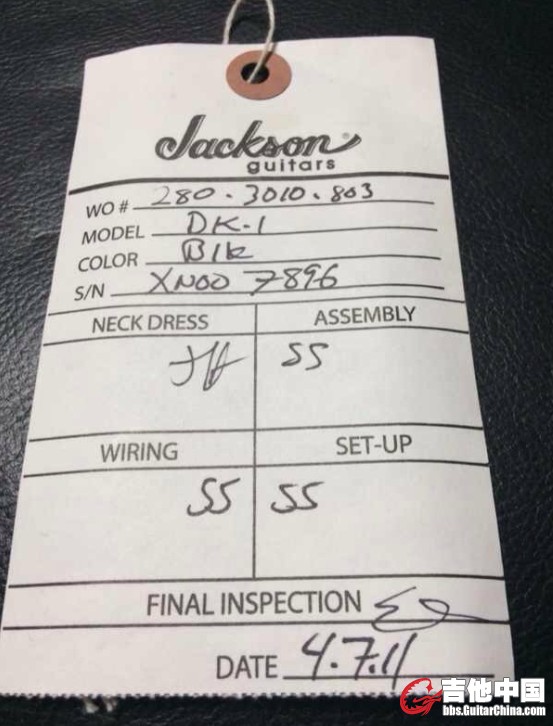 Jackson®
guitars
WO # 280.3010.803
MODEL DK-1
COLOR Blk
S/N XN00 7896
NECK DRESS ASSEMBLY
JH SS
WIRING SET-UP
SS SS
FINAL INSPECTION
DATE 4.7.11
吉他中国
bbs.GuitarChina.com